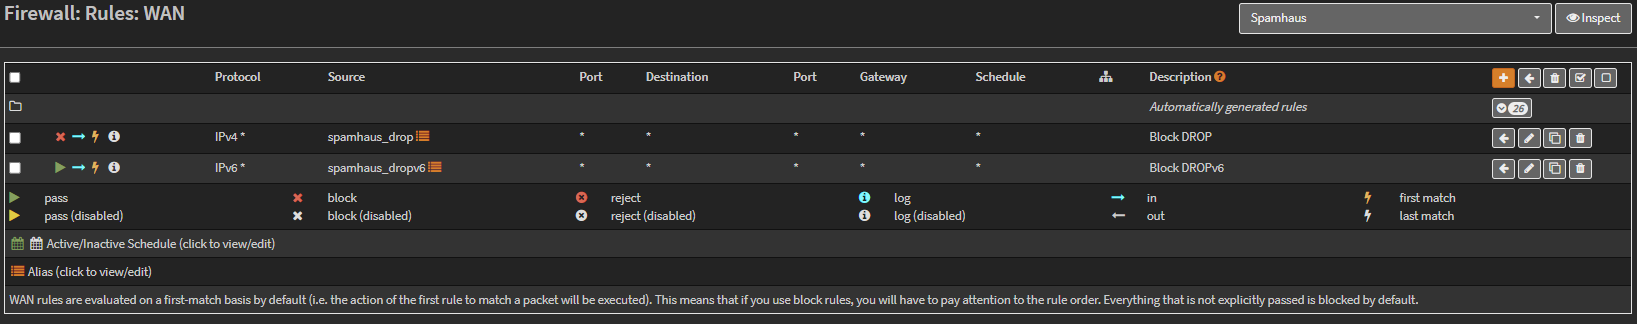 Firewall: Rules: WAN
Spamhaus Inspect
Protocol Source Port Destination Port Gateway Schedule Description
Automatically generated rules 26
IPv4 * spamhaus_drop * * * * * Block DROP
IPv6 * spamhaus_dropv6 * * * * * Block DROPv6
pass block reject log in first match
pass (disabled) block (disabled) reject (disabled) log (disabled) out last match
Active/Inactive Schedule (click to view/edit)
Alias (click to view/edit)
WAN rules are evaluated on a first-match basis by default (i.e. the action of the first rule to match a packet will be executed). This means that if you use block rules, you will have to pay attention to the rule order. Everything that is not explicitly passed is blocked by default.